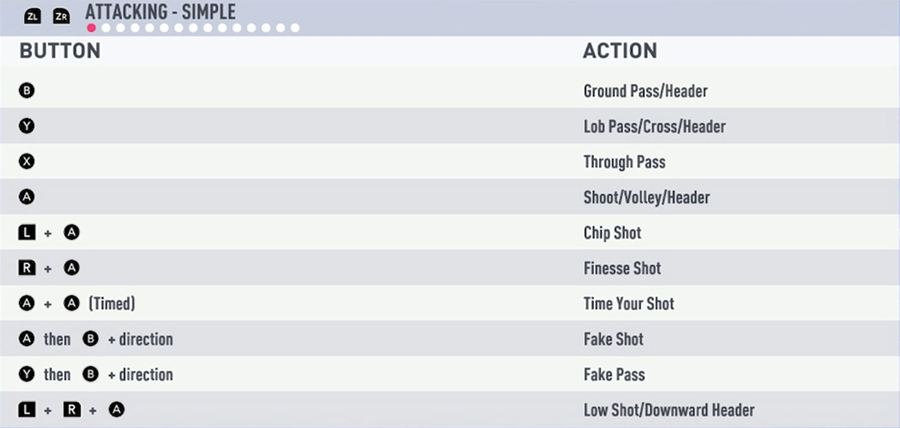 ZL ZR ATTACKING - SIMPLE
BUTTON ACTION
B Ground Pass/Header
Y Lob Pass/Cross/Header
X Through Pass
A Shoot/Volley/Header
L + A Chip Shot
R + A Finesse Shot
A + A (Timed) Time Your Shot
A then B + direction Fake Shot
Y then B + direction Fake Pass
L + R + A Low Shot/Downward Header